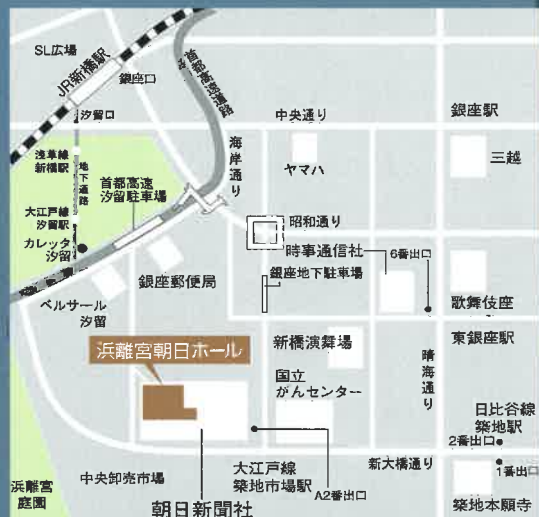 SL広場
JR新橋駅
銀座口
汐留口
首都高速道路
海岸通り
中央通り
銀座駅
三越
ヤマハ
浅草線
新橋駅
地下通路
首都高速
汐留駐車場
大江戸線
汐留駅
カレッタ
汐留
昭和通り
時事通信社
6番出口
銀座地下駐車場
銀座郵便局
ベルサール
汐留
歌舞伎座
東銀座駅
新橋演舞場
晴海通り
浜離宮朝日ホール
国立
がんセンター
日比谷線
築地駅
2番出口
1番出口
新大橋通り
大江戸線
築地市場駅
A2番出口
中央卸売市場
浜離宮
庭園
朝日新聞社
築地本願寺